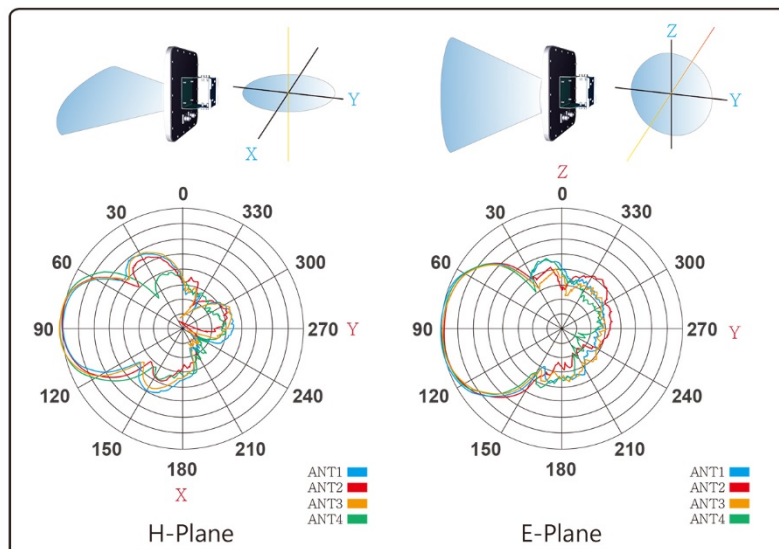 Z
Y
Y
X
Z
0
0
30
330
30
330
60
300
60
300
90
270
Y
90
270
Y
120
240
120
240
150
210
150
210
180
180
X
ANT1
ANT2
ANT3
ANT4
ANT1
ANT2
ANT3
ANT4
H-Plane
E-Plane